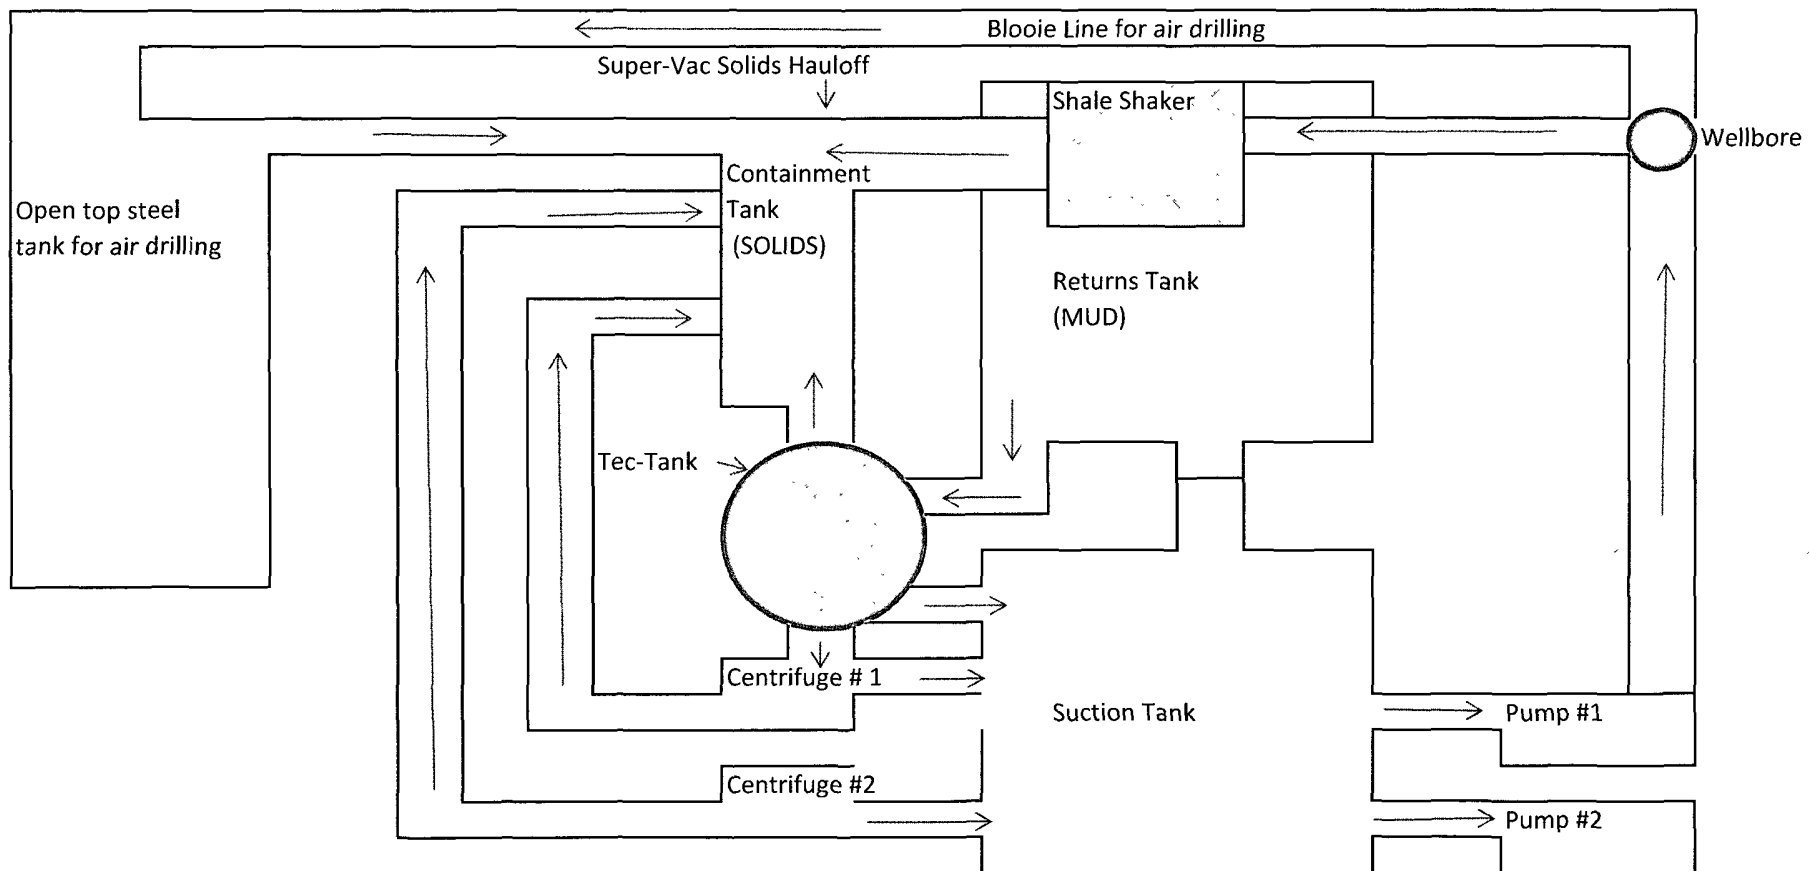 Blooie Line for air drilling
Super-Vac Solids Hauloff
Shale Shaker
Wellbore
Containment
Tank
(SOLIDS)
Open top steel
tank for air drilling
Returns Tank
(MUD)
Tec-Tank
Centrifuge # 1
Suction Tank
Pump #1
Centrifuge #2
Pump #2